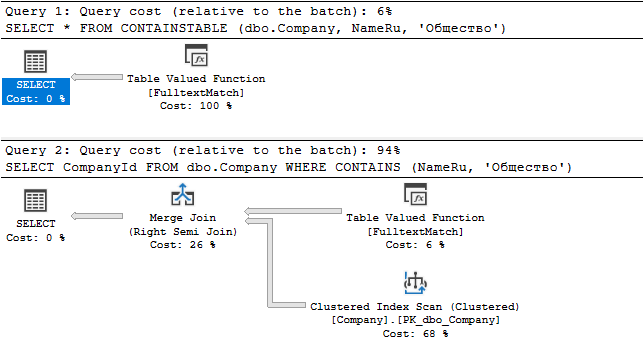 Query 1: Query cost (relative to the batch): 6%
SELECT * FROM CONTAINSTABLE (dbo.Company, NameRu, 'Общество')
SELECT
Cost: 0 %
Table Valued Function
[FulltextMatch]
Cost: 100 %
Query 2: Query cost (relative to the batch): 94%
SELECT CompanyId FROM dbo.Company WHERE CONTAINS (NameRu, 'Общество')
SELECT
Cost: 0 %
Merge Join
(Right Semi Join)
Cost: 26 %
Table Valued Function
[FulltextMatch]
Cost: 6 %
Clustered Index Scan (Clustered)
[Company].[PK_dbo_Company]
Cost: 68 %